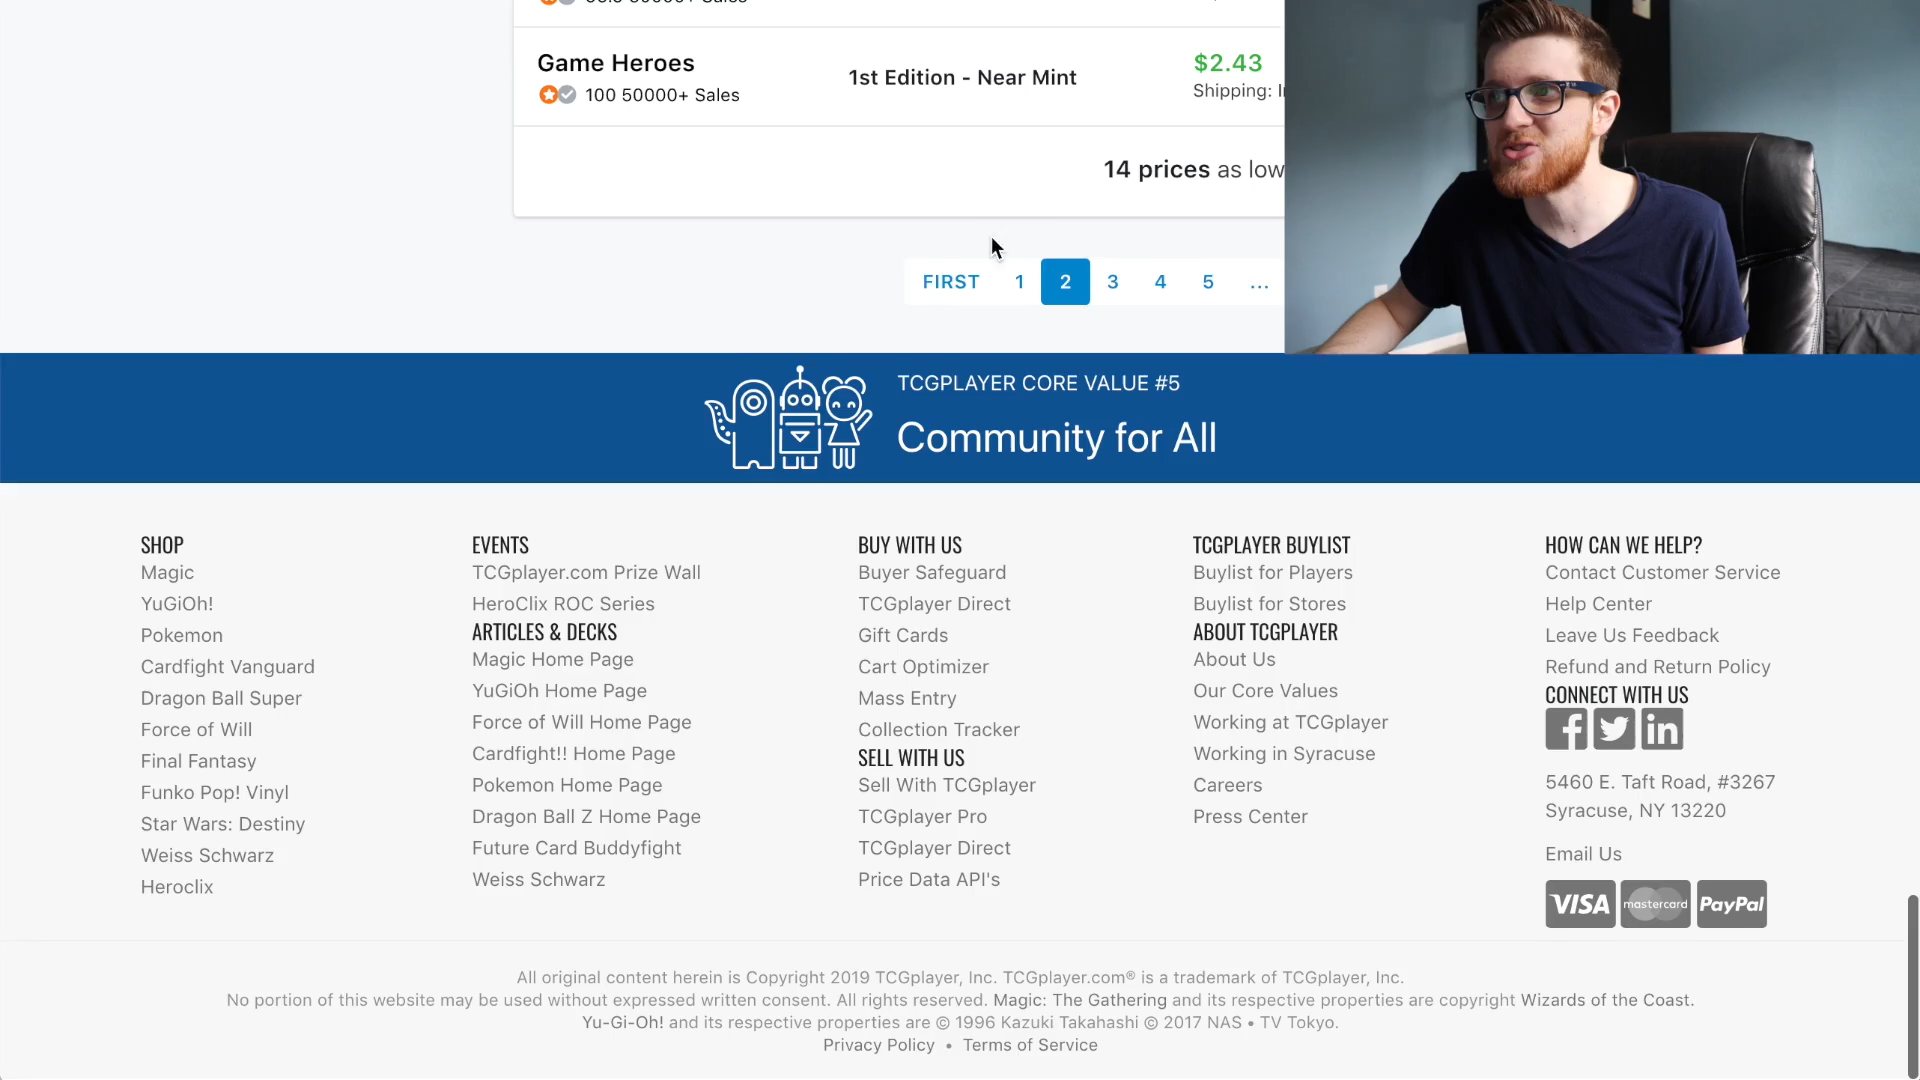 Game Heroes
100 50000+ Sales
1st Edition - Near Mint
$2.43
Shipping:
14 prices as low
FIRST 1 2 3 4 5 ...
TCGPLAYER CORE VALUE #5
Community for All
SHOP
Magic
YuGiOh!
Pokemon
Cardfight Vanguard
Dragon Ball Super
Force of Will
Final Fantasy
Funko Pop! Vinyl
Star Wars: Destiny
Weiss Schwarz
Heroclix
EVENTS
TCGplayer.com Prize Wall
HeroClix ROC Series
ARTICLES & DECKS
Magic Home Page
YuGiOh Home Page
Force of Will Home Page
Cardfight!! Home Page
Pokemon Home Page
Dragon Ball Z Home Page
Future Card Buddyfight
Weiss Schwarz
BUY WITH US
Buyer Safeguard
TCGplayer Direct
Gift Cards
Cart Optimizer
Mass Entry
Collection Tracker
SELL WITH US
Sell With TCGplayer
TCGplayer Pro
TCGplayer Direct
Price Data API's
TCGPLAYER BUYLIST
Buylist for Players
Buylist for Stores
ABOUT TCGPLAYER
About Us
Our Core Values
Working at TCGplayer
Working in Syracuse
Careers
Press Center
HOW CAN WE HELP?
Contact Customer Service
Help Center
Leave Us Feedback
Refund and Return Policy
CONNECT WITH US
5460 E. Taft Road, #3267
Syracuse, NY 13220
Email Us
VISA mastercard PayPal
All original content herein is Copyright 2019 TCGplayer, Inc. TCGplayer.com® is a trademark of TCGplayer, Inc.
No portion of this website may be used without expressed written consent. All rights reserved. Magic: The Gathering and its respective properties are copyright Wizards of the Coast.
Yu-Gi-Oh! and its respective properties are © 1996 Kazuki Takahashi © 2017 NAS • TV Tokyo.
Privacy Policy • Terms of Service